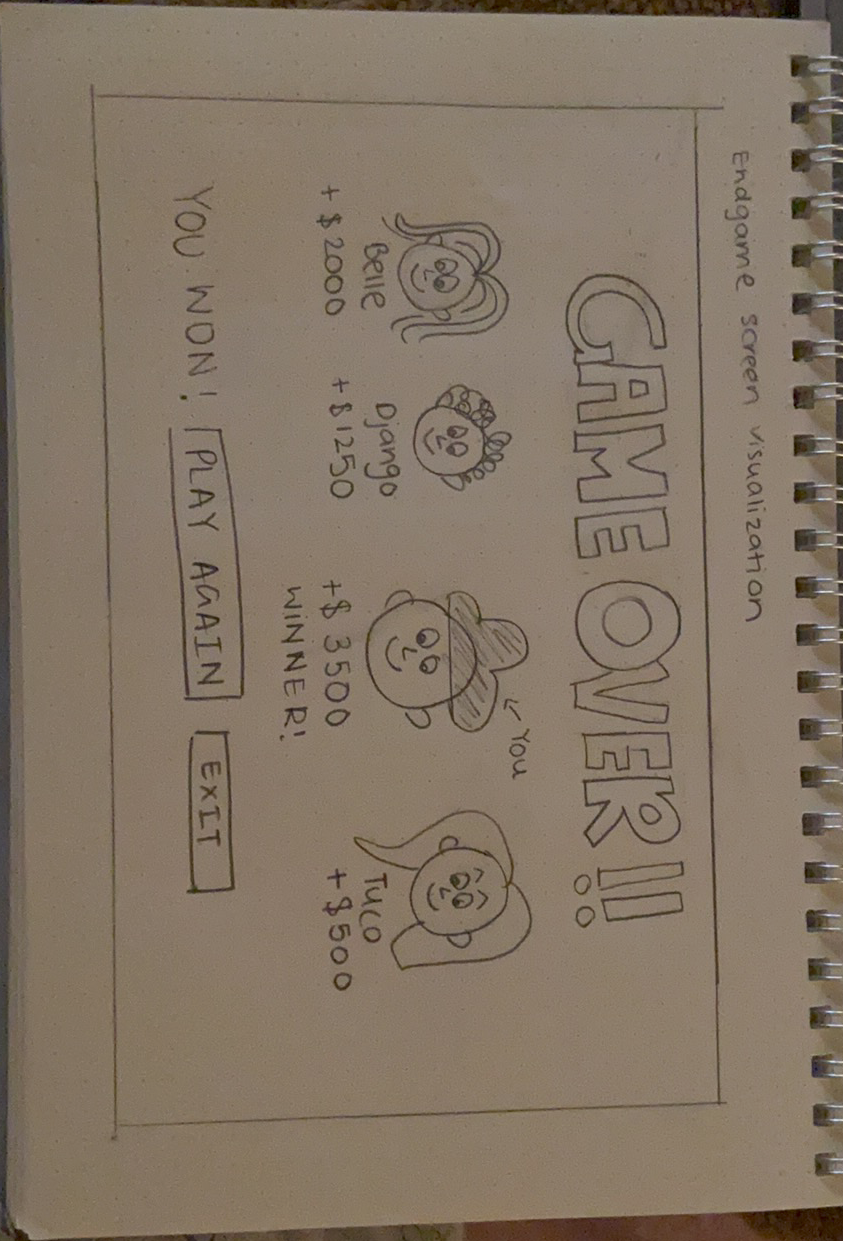 Endgame screen visualization
GAME OVER!!
← You
Belle
+ $2000
Django
+ $1250
+$ 3500
WINNER!
Tuco
+ $500
YOU WON!
PLAY AGAIN
EXIT